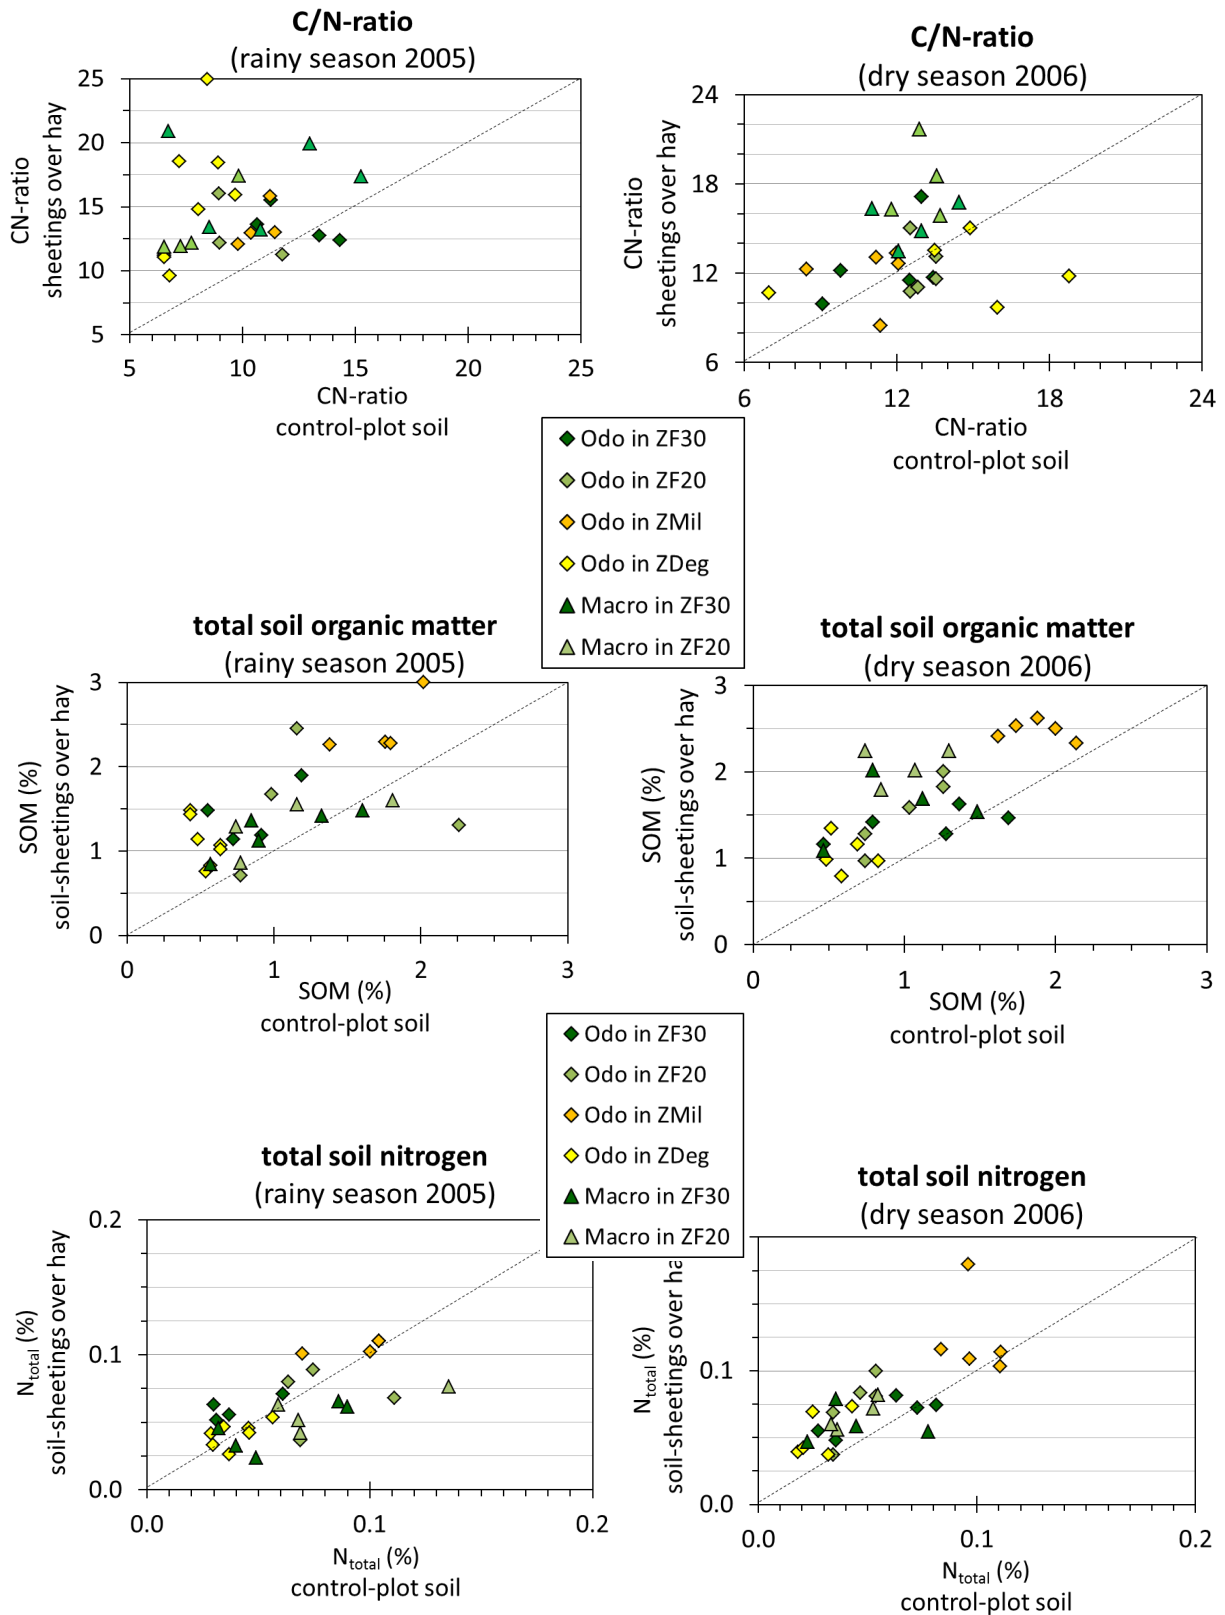 C/N-ratio
(rainy season 2005)
25
20
15
10
5
5
10
15
20
25
CN-ratio
sheetings over hay
CN-ratio
control-plot soil
C/N-ratio
(dry season 2006)
24
18
12
6
6
12
18
24
CN-ratio
sheetings over hay
CN-ratio
control-plot soil
Odo in ZF30
Odo in ZF20
Odo in ZMil
Odo in ZDeg
Macro in ZF30
Macro in ZF20
total soil organic matter
(rainy season 2005)
3
2
1
0
0
1
2
3
SOM (%)
soil-sheetings over hay
SOM (%)
control-plot soil
total soil organic matter
(dry season 2006)
3
2
1
0
0
1
2
3
SOM (%)
soil-sheetings over hay
SOM (%)
control-plot soil
Odo in ZF30
Odo in ZF20
Odo in ZMil
Odo in ZDeg
Macro in ZF30
Macro in ZF20
total soil nitrogen
(rainy season 2005)
0.2
0.1
0.0
0.0
0.1
0.2
Ntotal (%)
soil-sheetings over hay
Ntotal (%)
control-plot soil
total soil nitrogen
(dry season 2006)
0.1
0.0
0.0
0.1
0.2
Ntotal (%)
soil-sheetings over ha
Ntotal (%)
control-plot soil